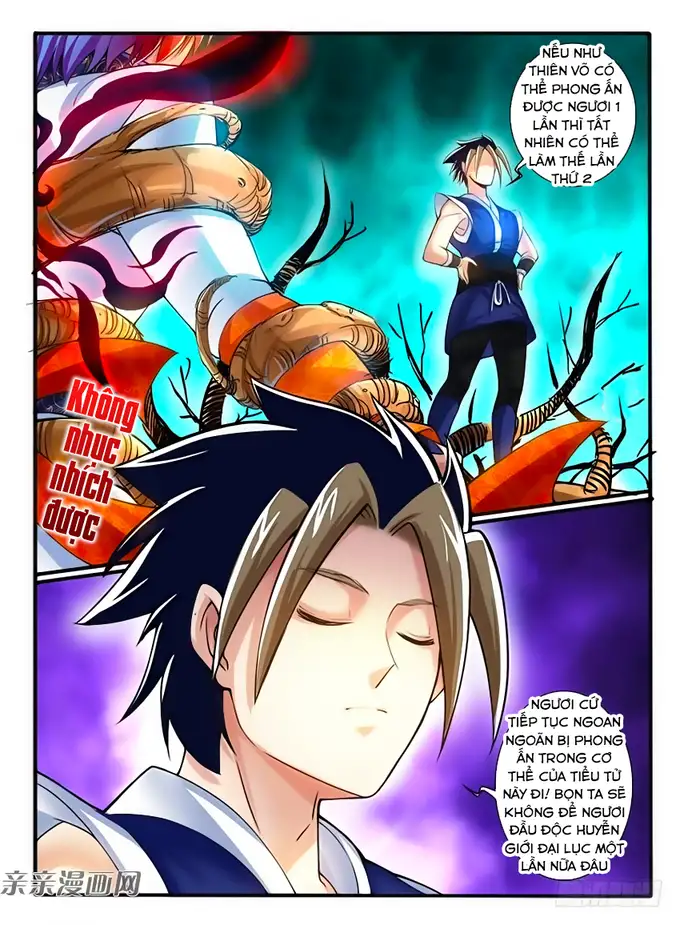 NẾU NHƯ
THIÊN VÕ CÓ
THỂ PHONG ẤN
ĐƯỢC NGƯƠI 1
LẦN THÌ TẤT
NHIÊN CÓ THỂ
LÀM THẾ LẦN
THỨ 2
Không
nhục
nhích
được
NGƯƠI CỨ
TIẾP TỤC NGOAN
NGOÃN BỊ PHONG
ẤN TRONG CƠ
THỂ CỦA TIỂU TỬ
NÀY ĐI! BỌN TA SẼ
KHÔNG ĐỂ NGƯƠI
ĐẦU ĐỘC HUYỄN
GIỚI ĐẠI LỤC MỘT
LẦN NỮA ĐÂU
亲亲漫画网